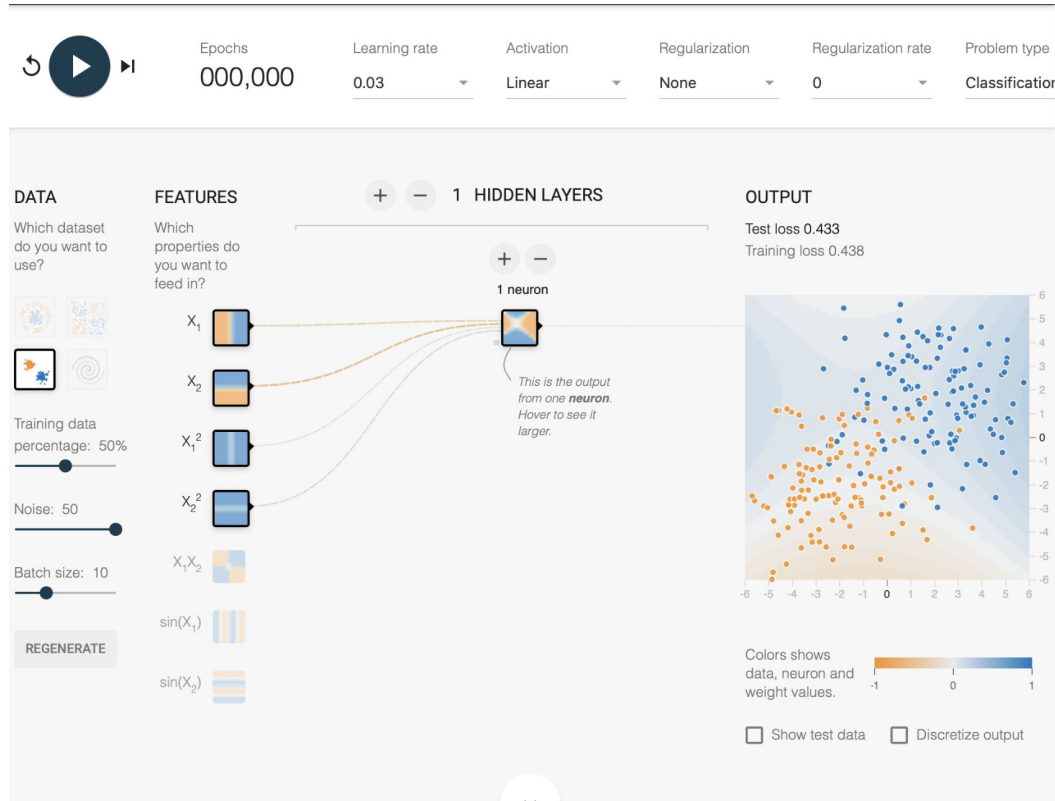 Epochs
000,000
Learning rate
0.03
Activation
Linear
Regularization
None
Regularization rate
0
Problem type
Classification
DATA
Which dataset
do you want to
use?
Training data
percentage: 50%
Noise: 50
Batch size: 10
REGENERATE
FEATURES
Which
properties do
you want to
feed in?
X1
X2
X1²
X2²
X1X2
sin(X1)
sin(X2)
+ − 1 HIDDEN LAYERS
+ −
1 neuron
This is the output
from one neuron.
Hover to see it
larger.
OUTPUT
Test loss 0.433
Training loss 0.438
6
5
4
3
2
1
0
-1
-2
-3
-4
-5
-6
-6 -5 -4 -3 -2 -1 0 1 2 3 4 5 6
Colors shows
data, neuron and
weight values.
-1 0 1
Show test data
Discretize output